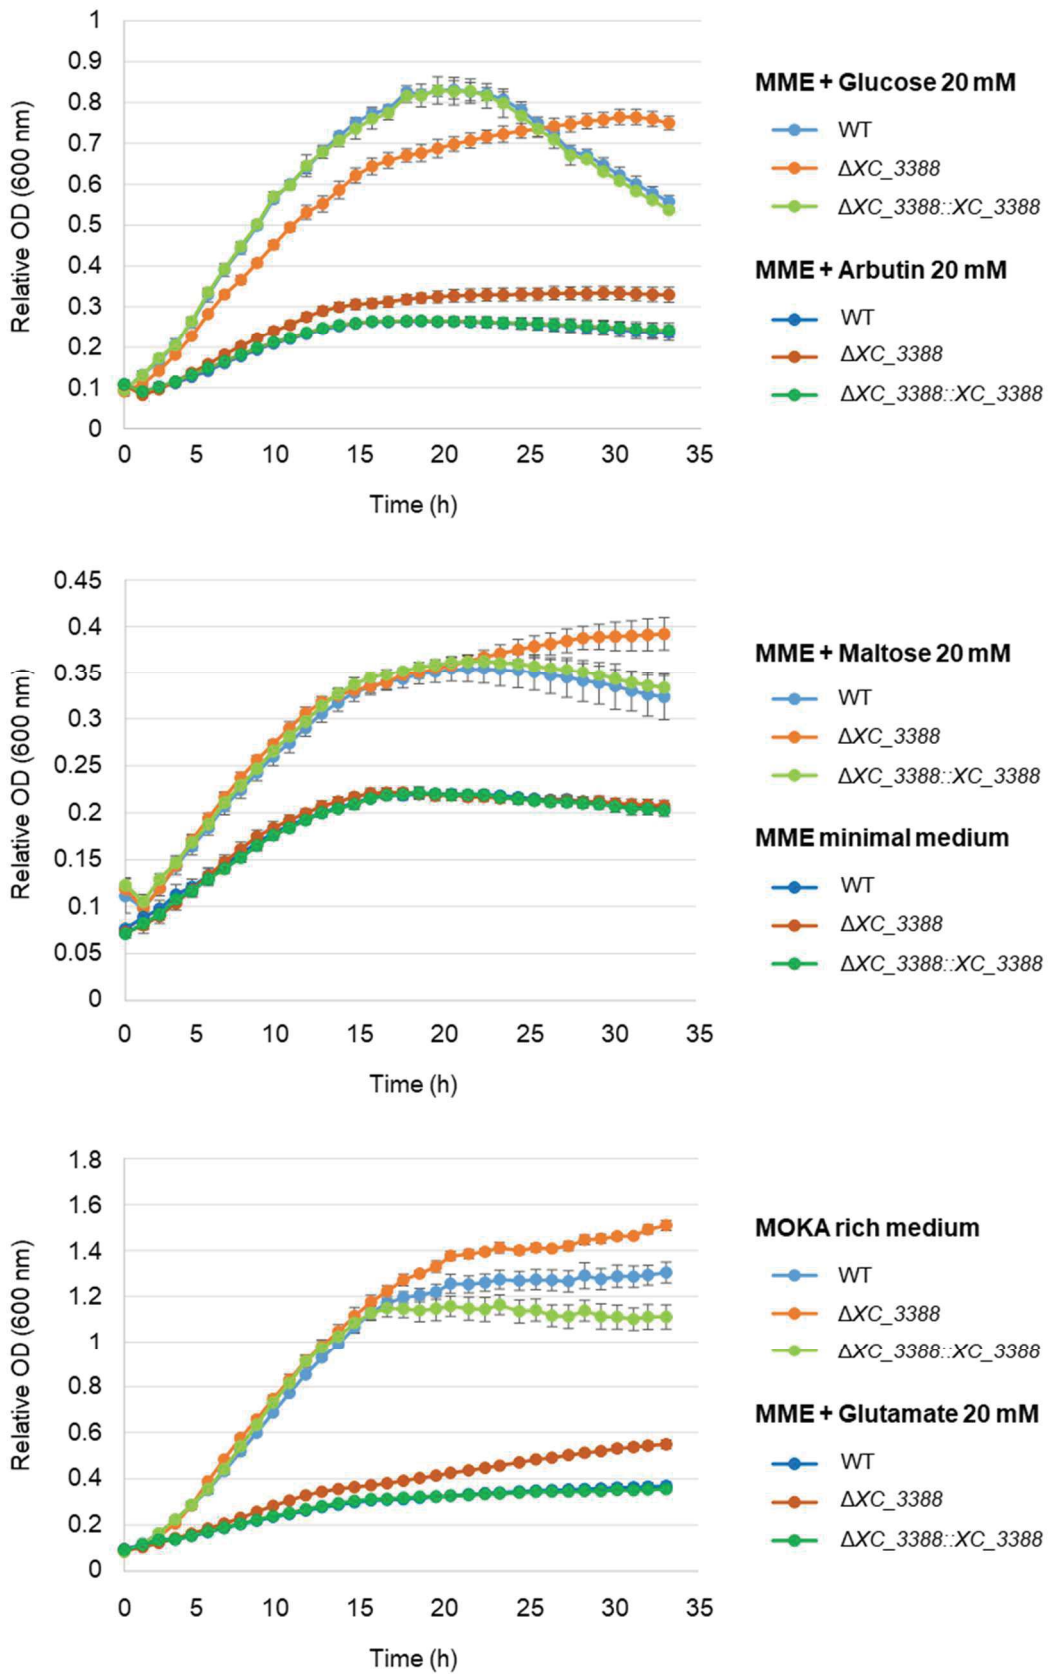 1
0.9
0.8
0.7
0.6
0.5
0.4
0.3
0.2
0.1
0
Relative OD (600 nm)
0 5 10 15 20 25 30 35
Time (h)
MME + Glucose 20 mM
WT
ΔXC_3388
ΔXC_3388::XC_3388
MME + Arbutin 20 mM
WT
ΔXC_3388
ΔXC_3388::XC_3388
0.45
0.4
0.35
0.3
0.25
0.2
0.15
0.1
0.05
0
Relative OD (600 nm)
0 5 10 15 20 25 30 35
Time (h)
MME + Maltose 20 mM
WT
ΔXC_3388
ΔXC_3388::XC_3388
MME minimal medium
WT
ΔXC_3388
ΔXC_3388::XC_3388
1.8
1.6
1.4
1.2
1
0.8
0.6
0.4
0.2
0
Relative OD (600 nm)
0 5 10 15 20 25 30 35
Time (h)
MOKA rich medium
WT
ΔXC_3388
ΔXC_3388::XC_3388
MME + Glutamate 20 mM
WT
ΔXC_3388
ΔXC_3388::XC_3388